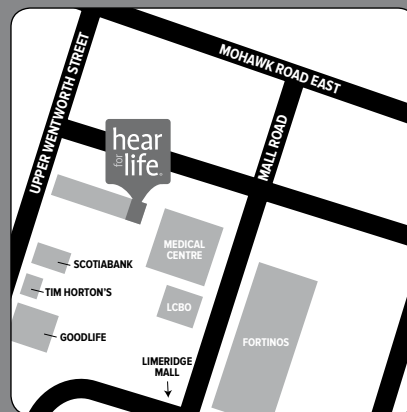 MOHAWK ROAD EAST
UPPER WENTWORTH STREET
MALL ROAD
hear
for
life®
MEDICAL
CENTRE
SCOTIABANK
TIM HORTON'S
LCBO
GOODLIFE
FORTINOS
LIMERIDGE
MALL